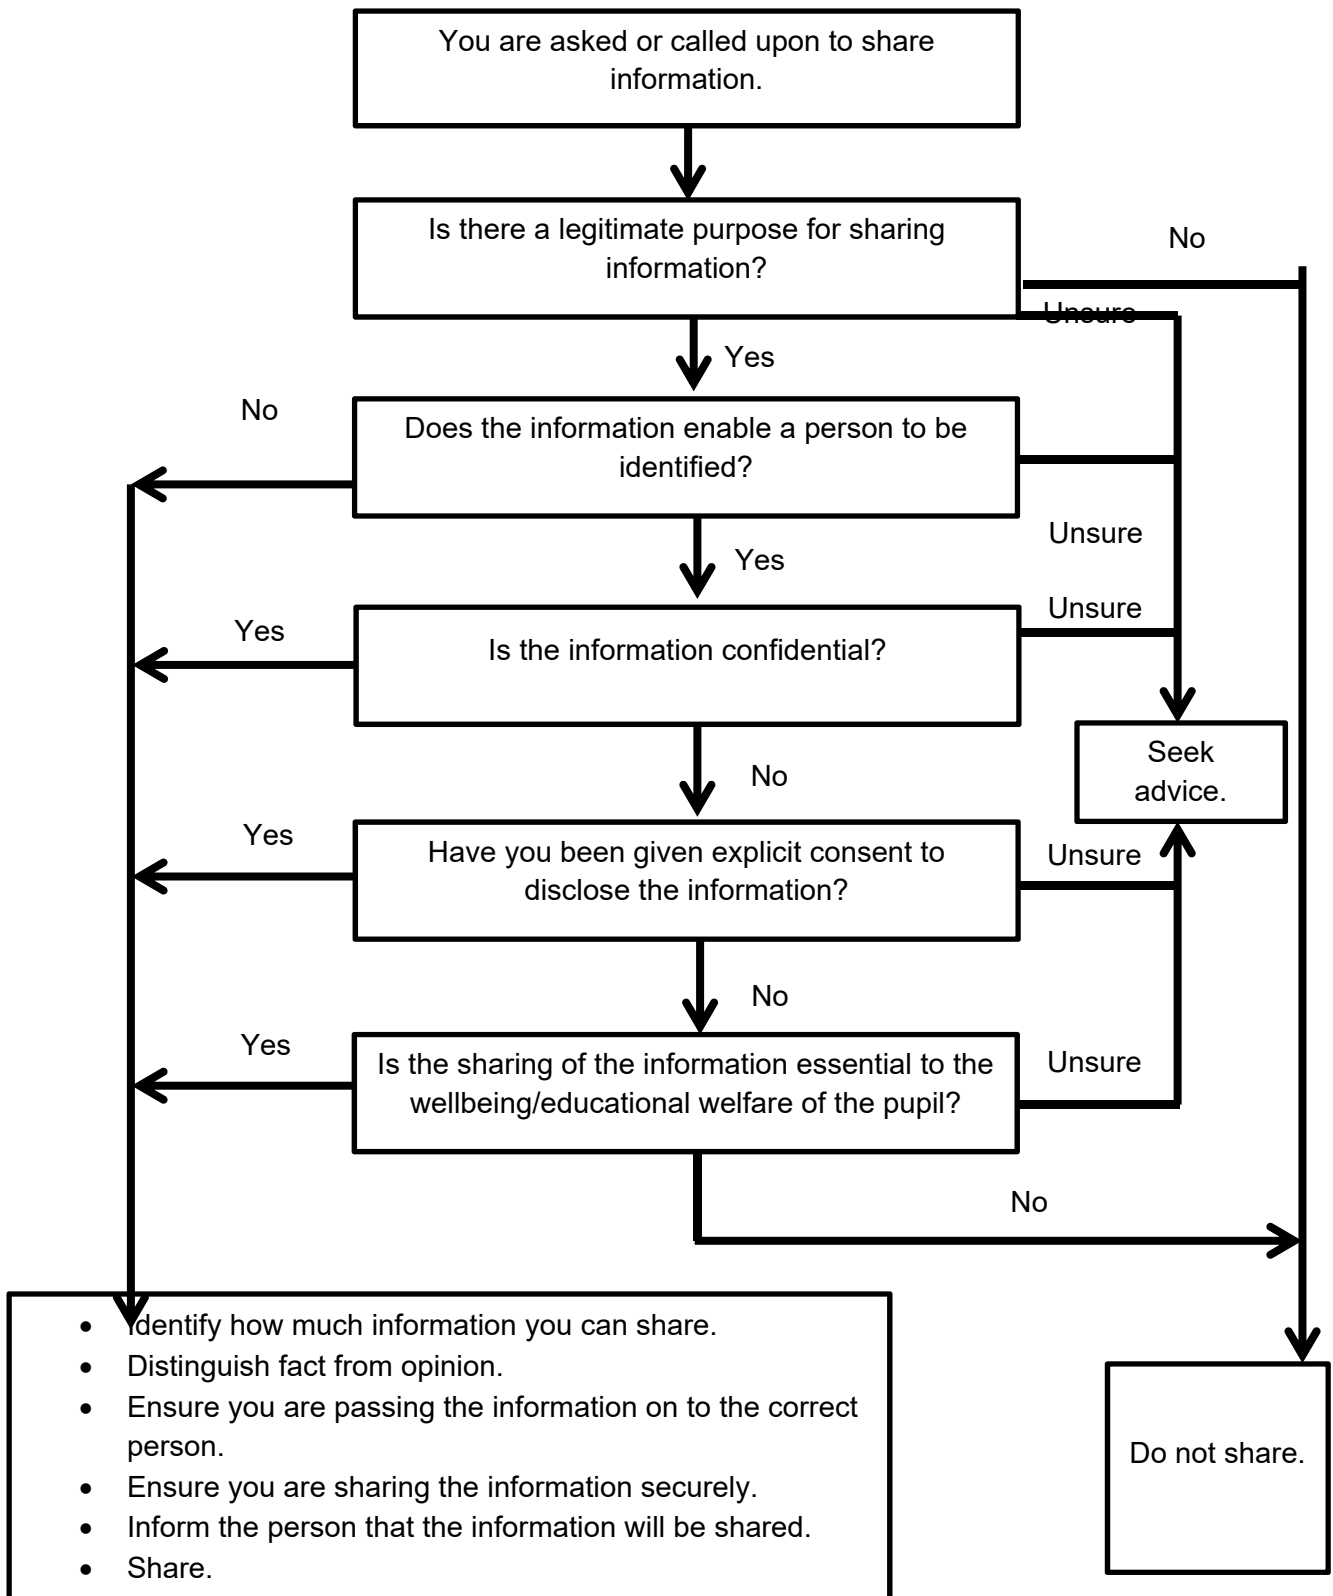 You are asked or called upon to share
information.
Is there a legitimate purpose for sharing
information?
No
Unsure
Yes
No
Does the information enable a person to be
identified?
Unsure
Yes
Unsure
Yes
Is the information confidential?
Seek
advice.
No
Yes
Have you been given explicit consent to
disclose the information?
Unsure
No
Yes
Is the sharing of the information essential to the
wellbeing/educational welfare of the pupil?
Unsure
No
• Identify how much information you can share.
• Distinguish fact from opinion.
• Ensure you are passing the information on to the correct
person.
• Ensure you are sharing the information securely.
• Inform the person that the information will be shared.
• Share.
Do not share.